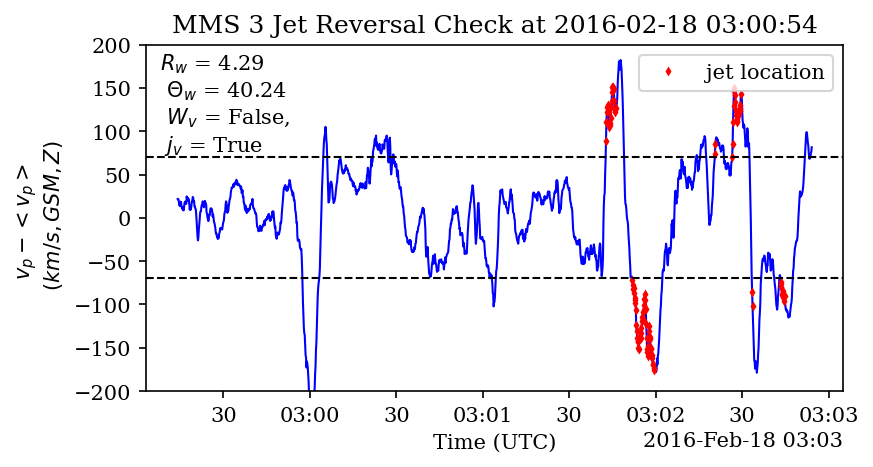 MMS 3 Jet Reversal Check at 2016-02-18 03:00:54
R_w = 4.29
Θ_w = 40.24
W_v = False,
j_v = True
jet location
v_p − <v_p>
(km/s, GSM, Z)
200
150
100
50
0
−50
−100
−150
−200
30 03:00 30 03:01 30 03:02 30 03:03
Time (UTC)
2016-Feb-18 03:03